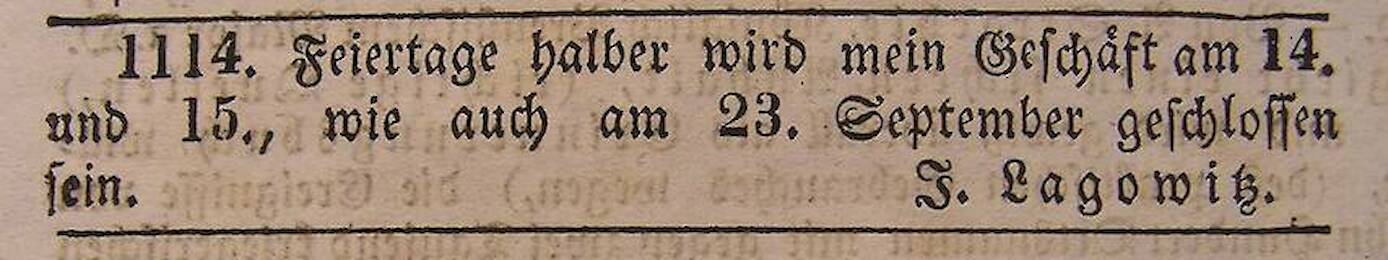 1114. Feiertage halber wird mein Geſchäft am 14.
und 15., wie auch am 23. September geſchloſſen
ſein. J. Lagowitz.